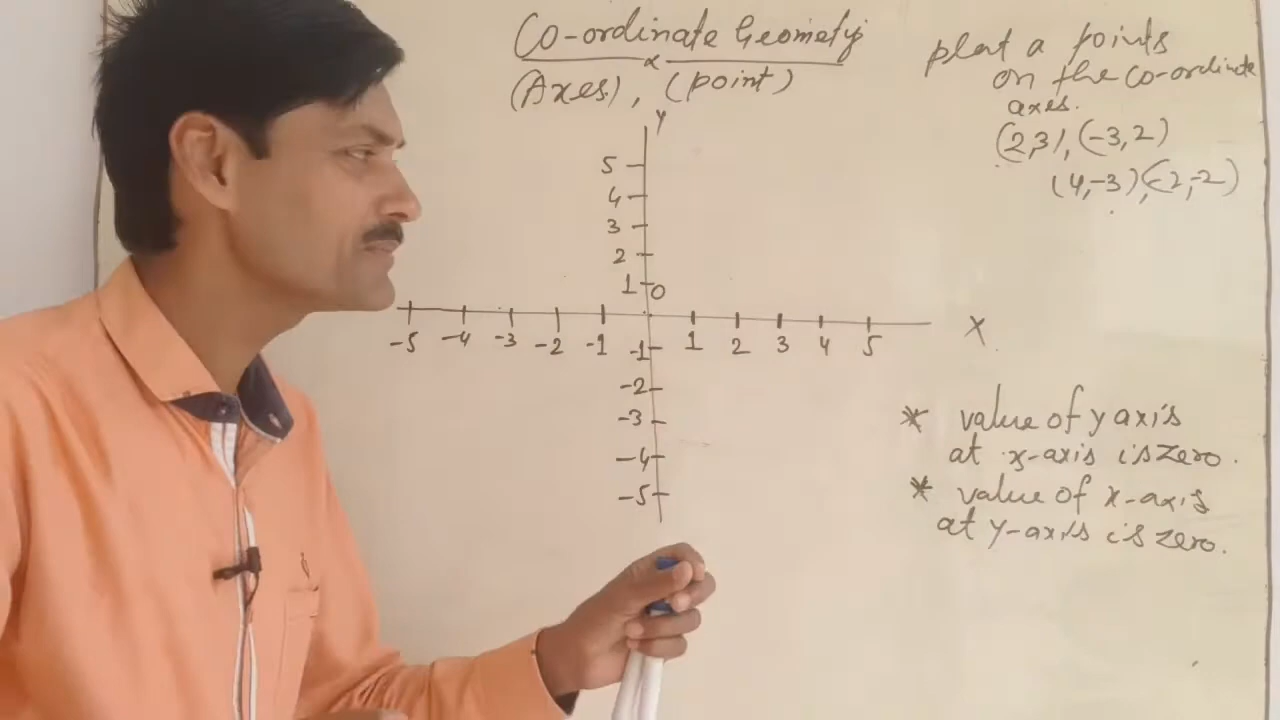 Co-ordinate Geometry
(Axes), (point)
plot a points
on the co-ordinate
axes.
(2,3), (-3,2)
(4,-3), (-2,-2)
Y
5
4
3
2
1
0
-5 -4 -3 -2 -1 1 2 3 4 5
X
-1
-2
-3
-4
-5
* value of y axis
at x-axis is zero.
* value of x-axis
at y-axis is zero.